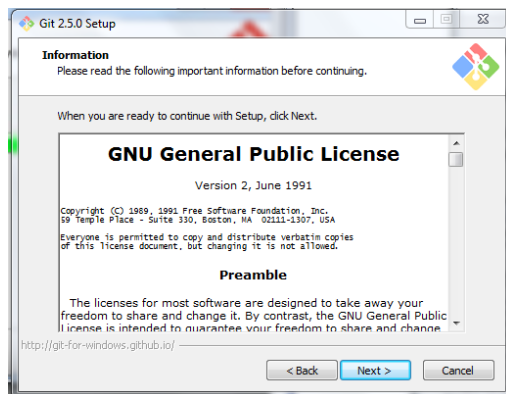 Git 2.5.0 Setup
Information
Please read the following important information before continuing.
When you are ready to continue with Setup, click Next.
GNU General Public License
Version 2, June 1991
Copyright (C) 1989, 1991 Free Software Foundation, Inc.
59 Temple Place - Suite 330, Boston, MA  02111-1307, USA
Everyone is permitted to copy and distribute verbatim copies
of this license document, but changing it is not allowed.
Preamble
The licenses for most software are designed to take away your
freedom to share and change it. By contrast, the GNU General Public
License is intended to guarantee your freedom to share and change
http://git-for-windows.github.io/
< Back
Next >
Cancel